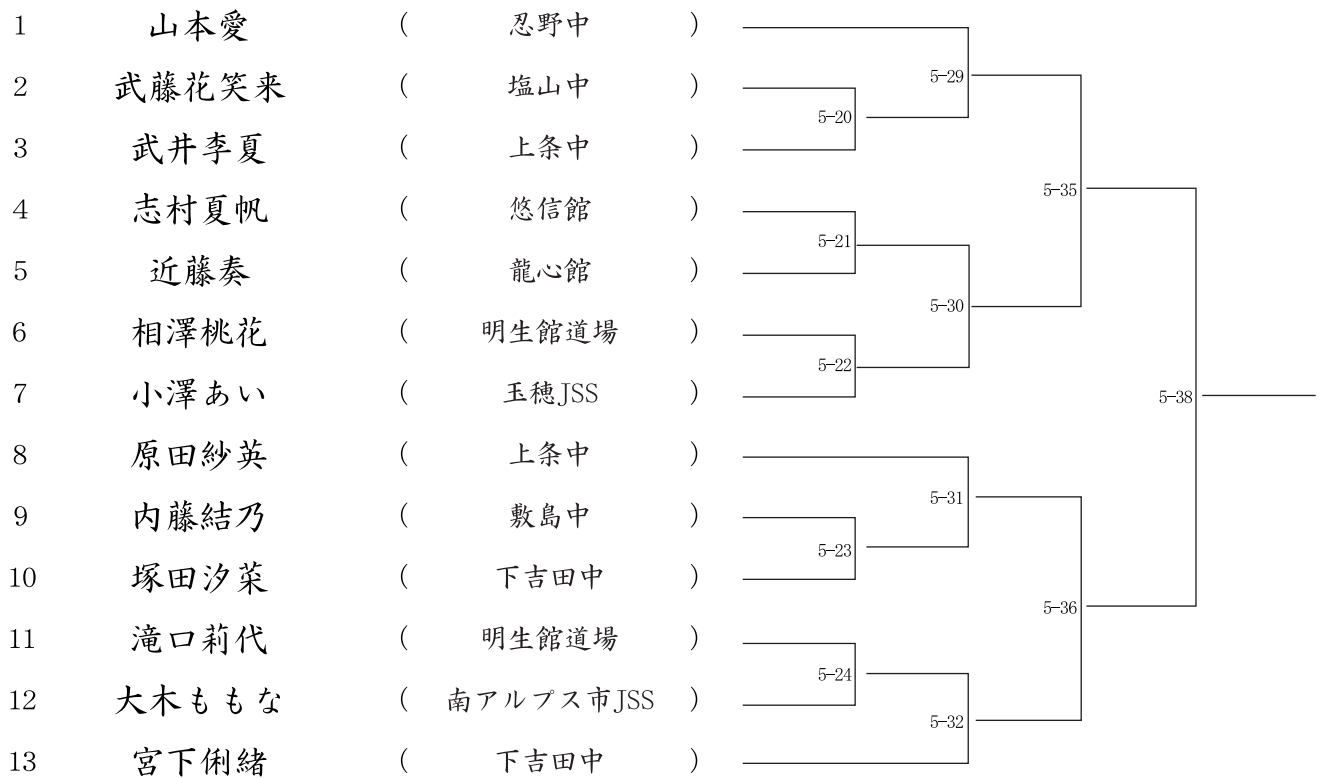 1 山本愛 ( 忍野中 )
5-29
2 武藤花笑来 ( 塩山中 )
5-20
3 武井李夏 ( 上条中 )
5-35
4 志村夏帆 ( 悠信館 )
5-21
5 近藤奏 ( 龍心館 )
5-30
6 相澤桃花 ( 明生館道場 )
5-22
7 小澤あい ( 玉穂JSS )
5-38
8 原田紗英 ( 上条中 )
5-31
9 内藤結乃 ( 敷島中 )
5-23
10 塚田汐菜 ( 下吉田中 )
5-36
11 滝口莉代 ( 明生館道場 )
5-24
12 大木ももな ( 南アルプス市JSS )
5-32
13 宮下俐緒 ( 下吉田中 )